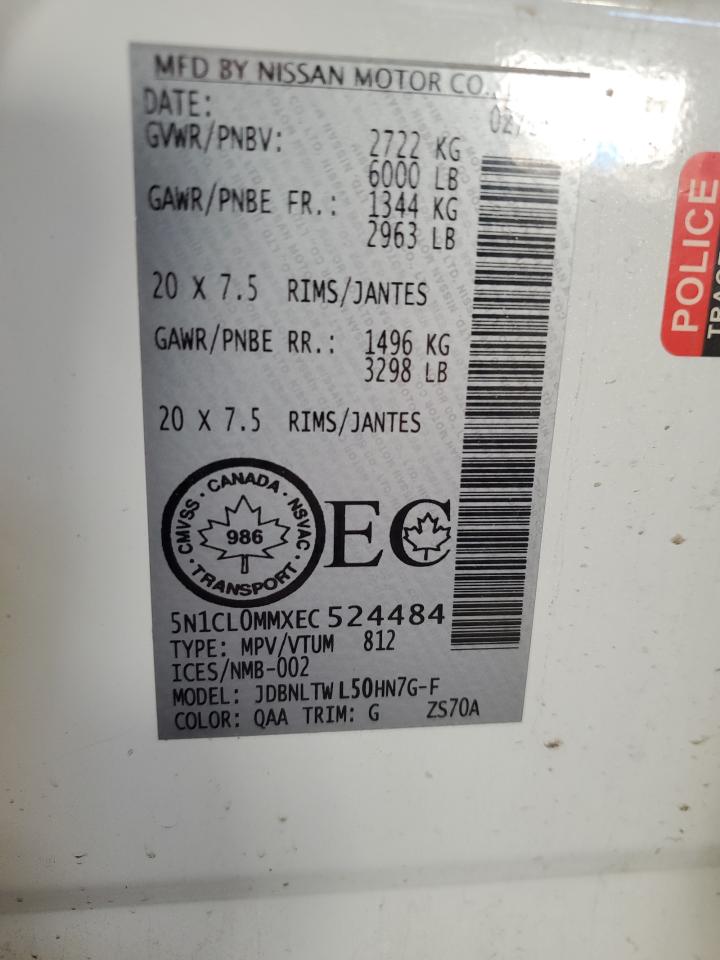 MFD BY NISSAN MOTOR CO.
DATE:
GVWR/PNBV: 2722 KG
6000 LB
GAWR/PNBE FR.: 1344 KG
2963 LB
20 X 7.5 RIMS/JANTES
GAWR/PNBE RR.: 1496 KG
3298 LB
20 X 7.5 RIMS/JANTES
CANADA
CMVSS · NSVAC
986
TRANSPORT
EC
5N1CL0MMXEC524484
TYPE: MPV/VTUM 812
ICES/NMB-002
MODEL: JDBNLTWL50HN7G-F
COLOR: QAA TRIM: G ZS70A
POLICE